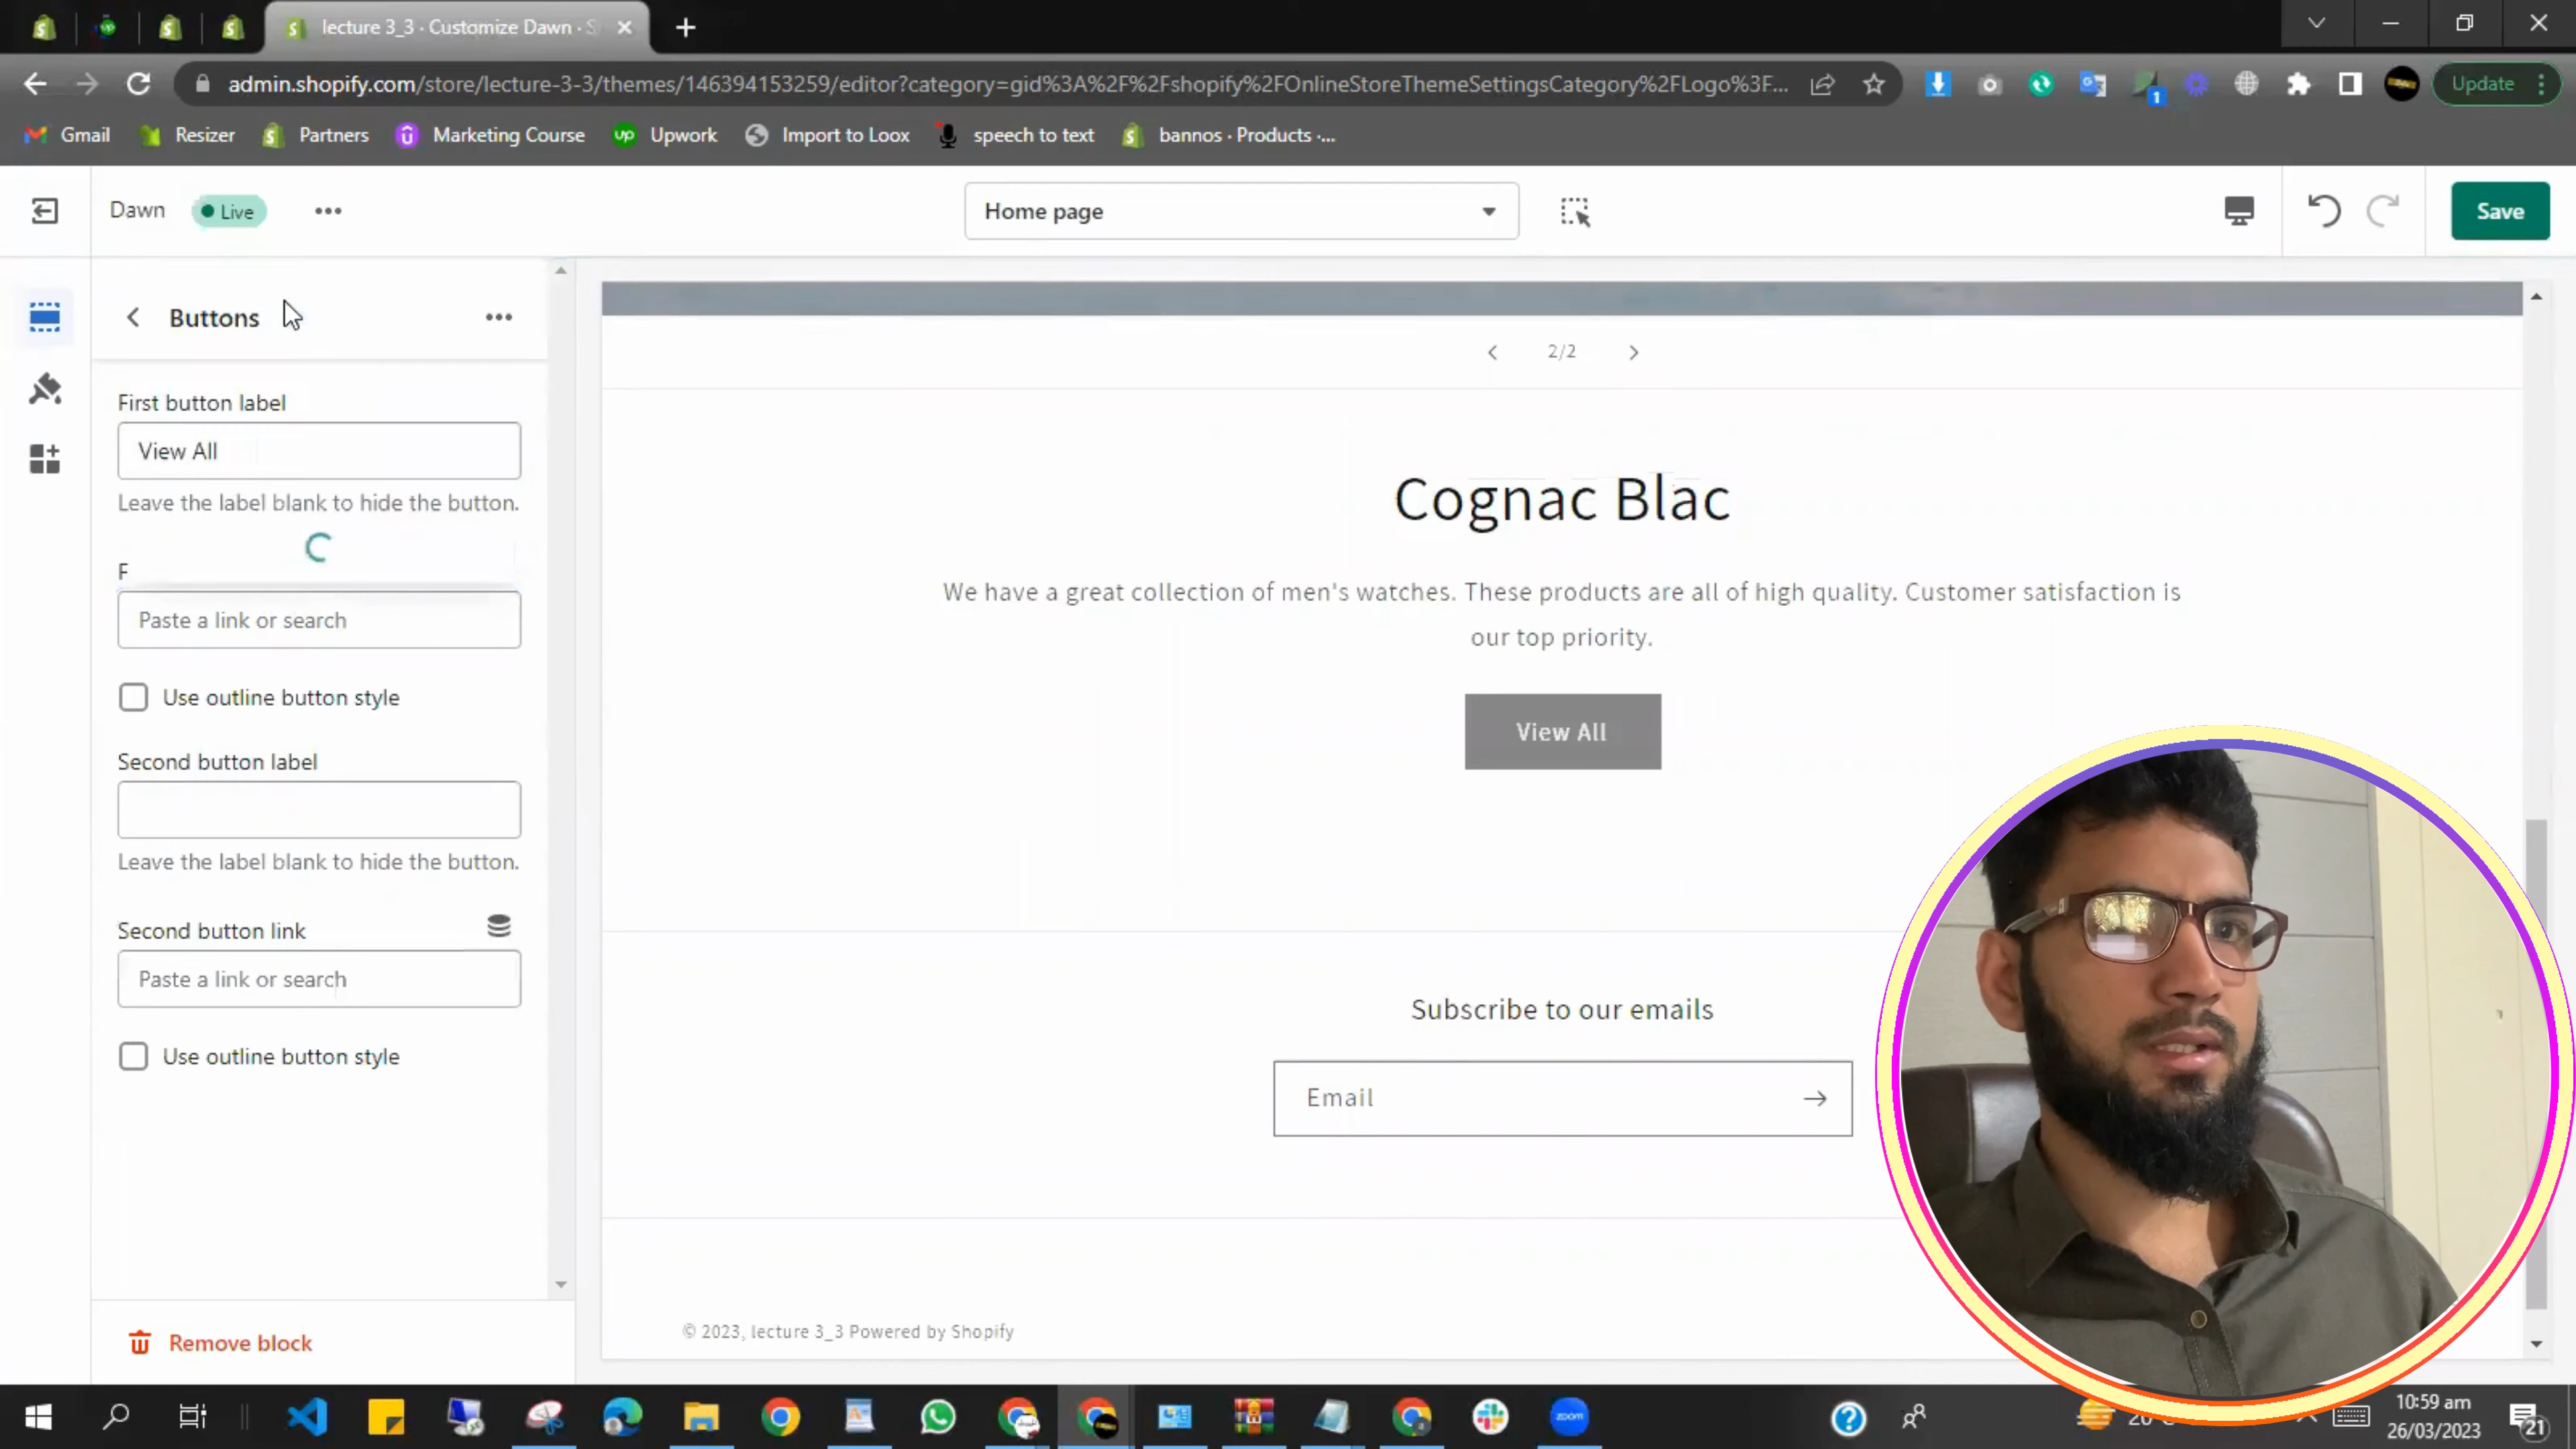 lecture 3_3 · Customize Dawn · S
admin.shopify.com/store/lecture-3-3/themes/146394153259/editor?category=gid%3A%2F%2Fshopify%2FOnlineStoreThemeSettingsCategory%2FLogo%3F...
1
Update
Gmail
Resizer
Partners
Marketing Course
up
Upwork
Import to Loox
speech to text
bannos · Products ·...
Dawn
Live
Home page
Save
Buttons
First button label
View All
Leave the label blank to hide the button.
F
Paste a link or search
Use outline button style
Second button label
Leave the label blank to hide the button.
Second button link
Paste a link or search
Use outline button style
Remove block
2/2
Cognac Blac
We have a great collection of men's watches. These products are all of high quality. Customer satisfaction is
our top priority.
View All
Subscribe to our emails
Email
© 2023, lecture 3_3 Powered by Shopify
zoom
10:59 am
26/03/2023
21